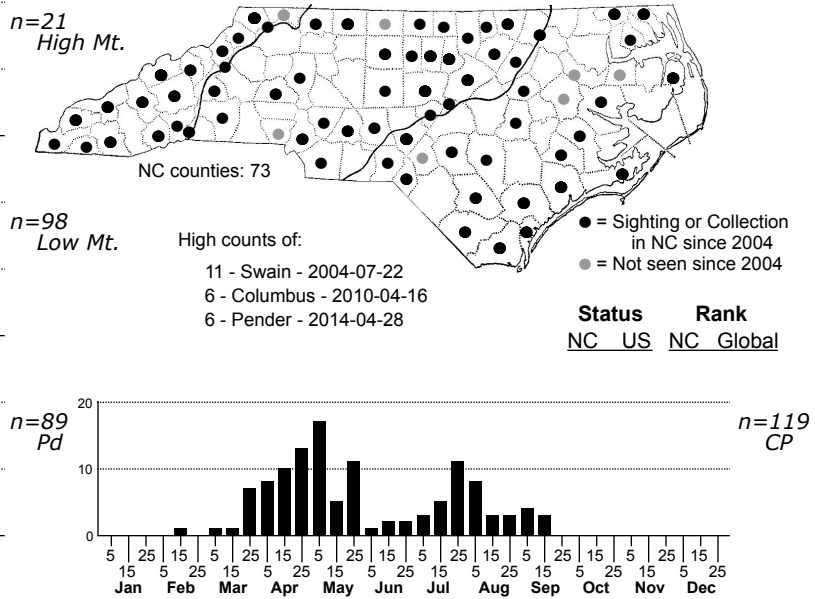 n=21
High Mt.
NC counties: 73
n=98
Low Mt.
High counts of:
11 - Swain - 2004-07-22
6 - Columbus - 2010-04-16
6 - Pender - 2014-04-28
= Sighting or Collection
in NC since 2004
= Not seen since 2004
Status Rank
NC US NC Global
n=89
Pd
n=119
CP
20
10
0
5 25 15 5 25 15 5 25 15 5 25 15 5 25 15 5 25 15
15 5 25 15 5 25 15 5 25 15 5 25 15 5 25 15 5 25
Jan Feb Mar Apr May Jun Jul Aug Sep Oct Nov Dec